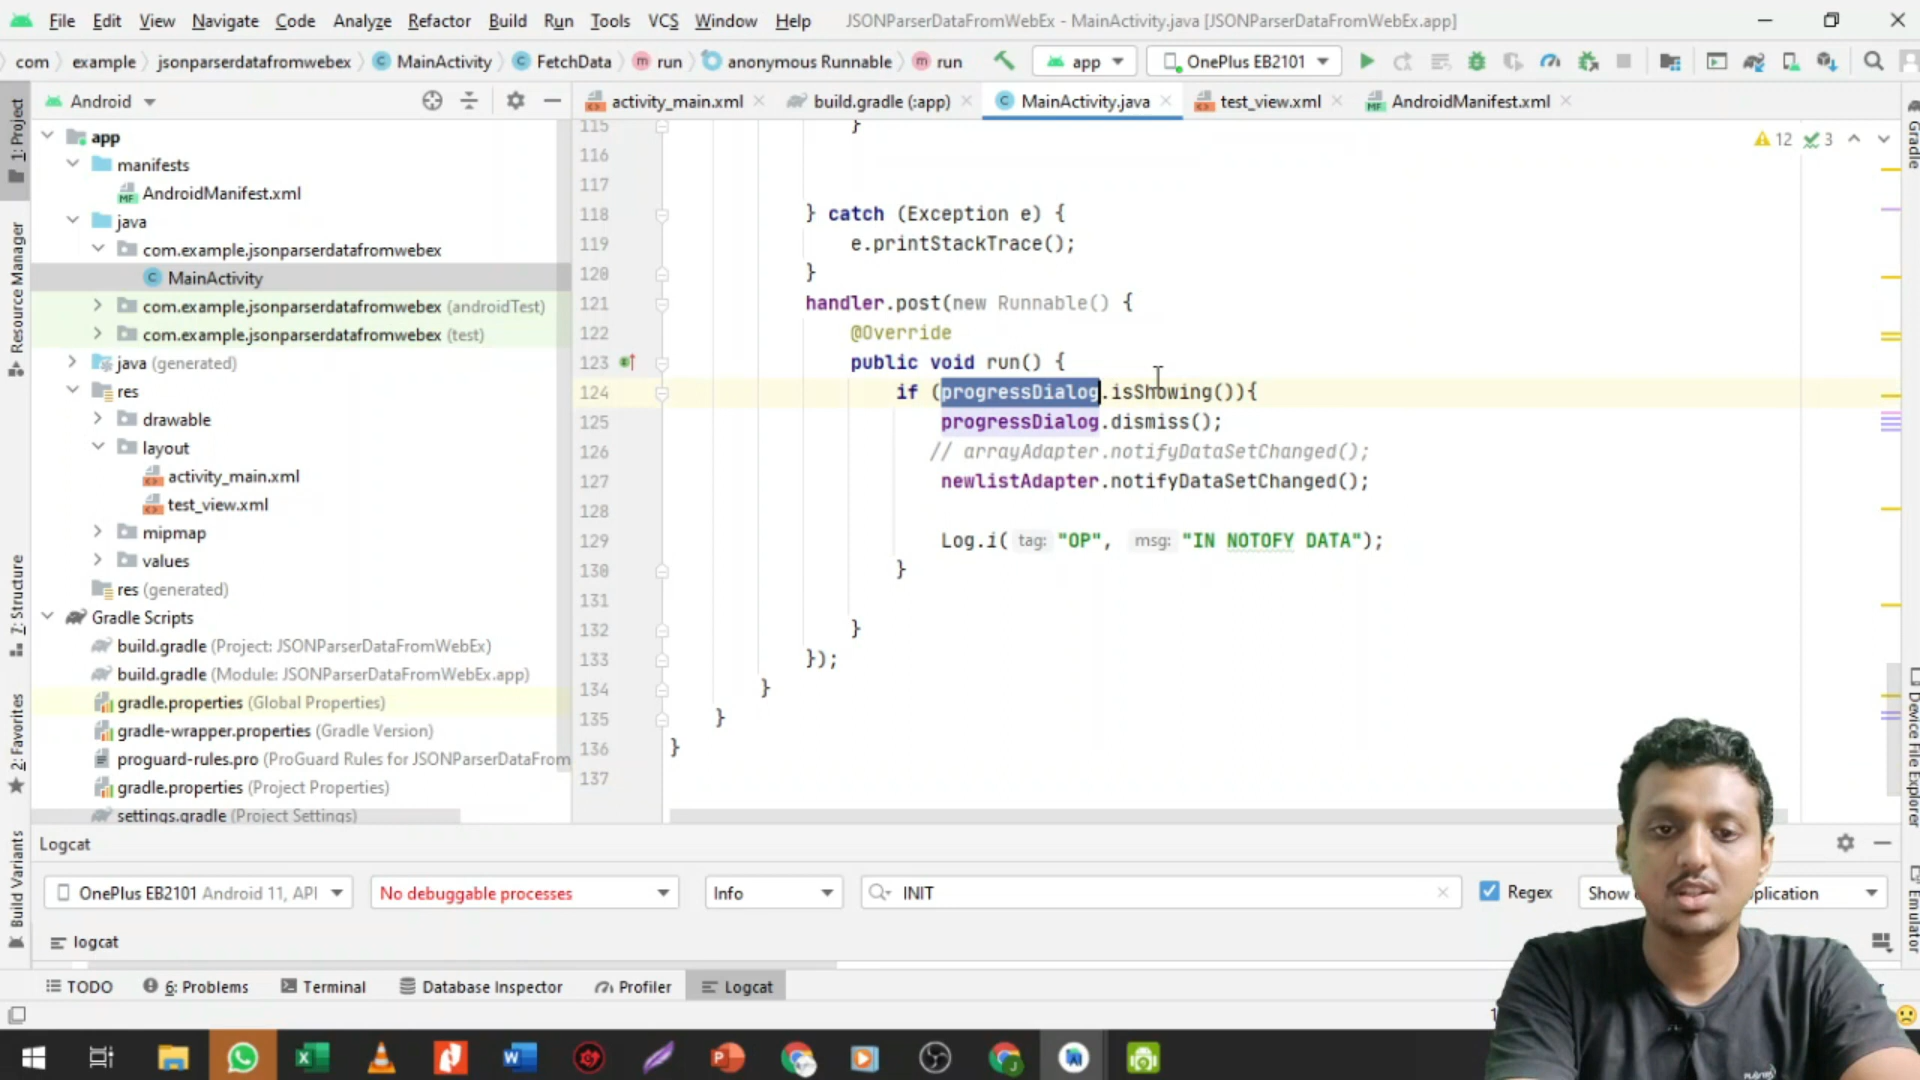 File Edit View Navigate Code Analyze Refactor Build Run Tools VCS Window Help JSONParserDataFromWebEx - MainActivity.java [JSONParserDataFromWebEx.app]
com example jsonparserdatafromwebex MainActivity FetchData run anonymous Runnable run app OnePlus EB2101
Android activity_main.xml build.gradle (:app) MainActivity.java test_view.xml AndroidManifest.xml
1: Project
Resource Manager
7: Structure
2: Favorites
Build Variants
app
manifests
AndroidManifest.xml
java
com.example.jsonparserdatafromwebex
MainActivity
com.example.jsonparserdatafromwebex (androidTest)
com.example.jsonparserdatafromwebex (test)
java (generated)
res
drawable
layout
activity_main.xml
test_view.xml
mipmap
values
res (generated)
Gradle Scripts
build.gradle (Project: JSONParserDataFromWebEx)
build.gradle (Module: JSONParserDataFromWebEx.app)
gradle.properties (Global Properties)
gradle-wrapper.properties (Gradle Version)
proguard-rules.pro (ProGuard Rules for JSONParserDataFrom
gradle.properties (Project Properties)
settings.gradle (Project Settings)
12 3
115 }
116
117
118 } catch (Exception e) {
119 e.printStackTrace();
120 }
121 handler.post(new Runnable() {
122 @Override
123 public void run() {
124 if (progressDialog.isShowing()){
125 progressDialog.dismiss();
126 // arrayAdapter.notifyDataSetChanged();
127 newlistAdapter.notifyDataSetChanged();
128
129 Log.i( tag: "OP", msg: "IN NOTOFY DATA");
130 }
131
132 }
133 });
134 }
135 }
136 }
137
Gradle
Device File Explorer
Emulator
Logcat
OnePlus EB2101 Android 11, API No debuggable processes Info INIT Regex Show plication
logcat
TODO 6: Problems Terminal Database Inspector Profiler Logcat